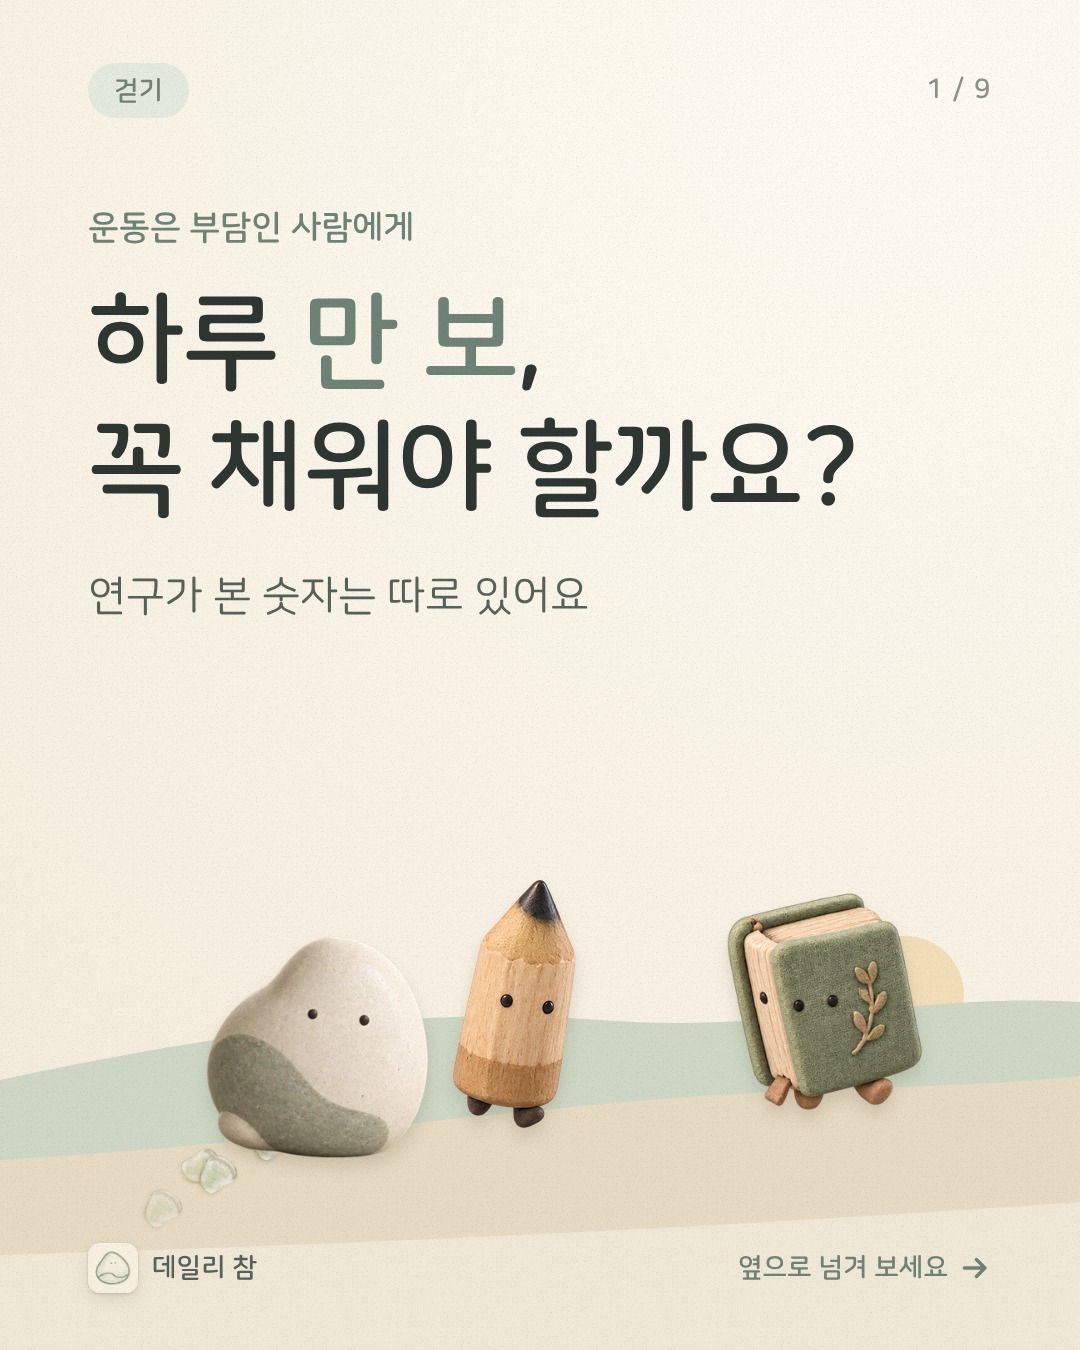 걷기
1 / 9
운동은 부담인 사람에게
하루 만 보,
꼭 채워야 할까요?
연구가 본 숫자는 따로 있어요
데일리 참
옆으로 넘겨 보세요 →